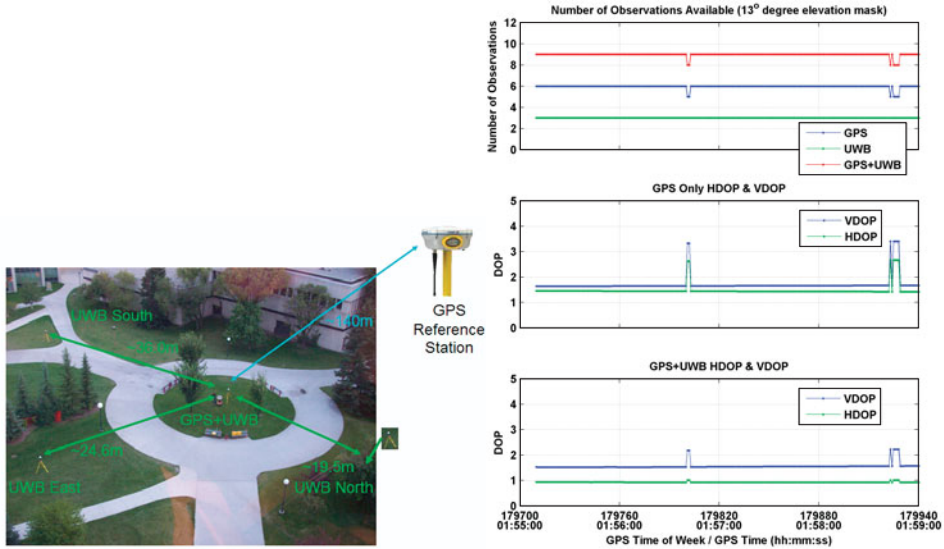 UWB South
~36.0m
~140m
GPS+UWB
~24.6m
~19.5m
UWB East
UWB North
GPS
Reference
Station
Number of Observations Available (13° degree elevation mask)
Number of Observations
12
10
8
6
4
2
0
GPS
UWB
GPS+UWB
GPS Only HDOP & VDOP
DOP
5
4
3
2
1
0
VDOP
HDOP
GPS+UWB HDOP & VDOP
DOP
5
4
3
2
1
0
VDOP
HDOP
179700 179760 179820 179880 179940
01:55:00 01:56:00 01:57:00 01:58:00 01:59:00
GPS Time of Week / GPS Time (hh:mm:ss)